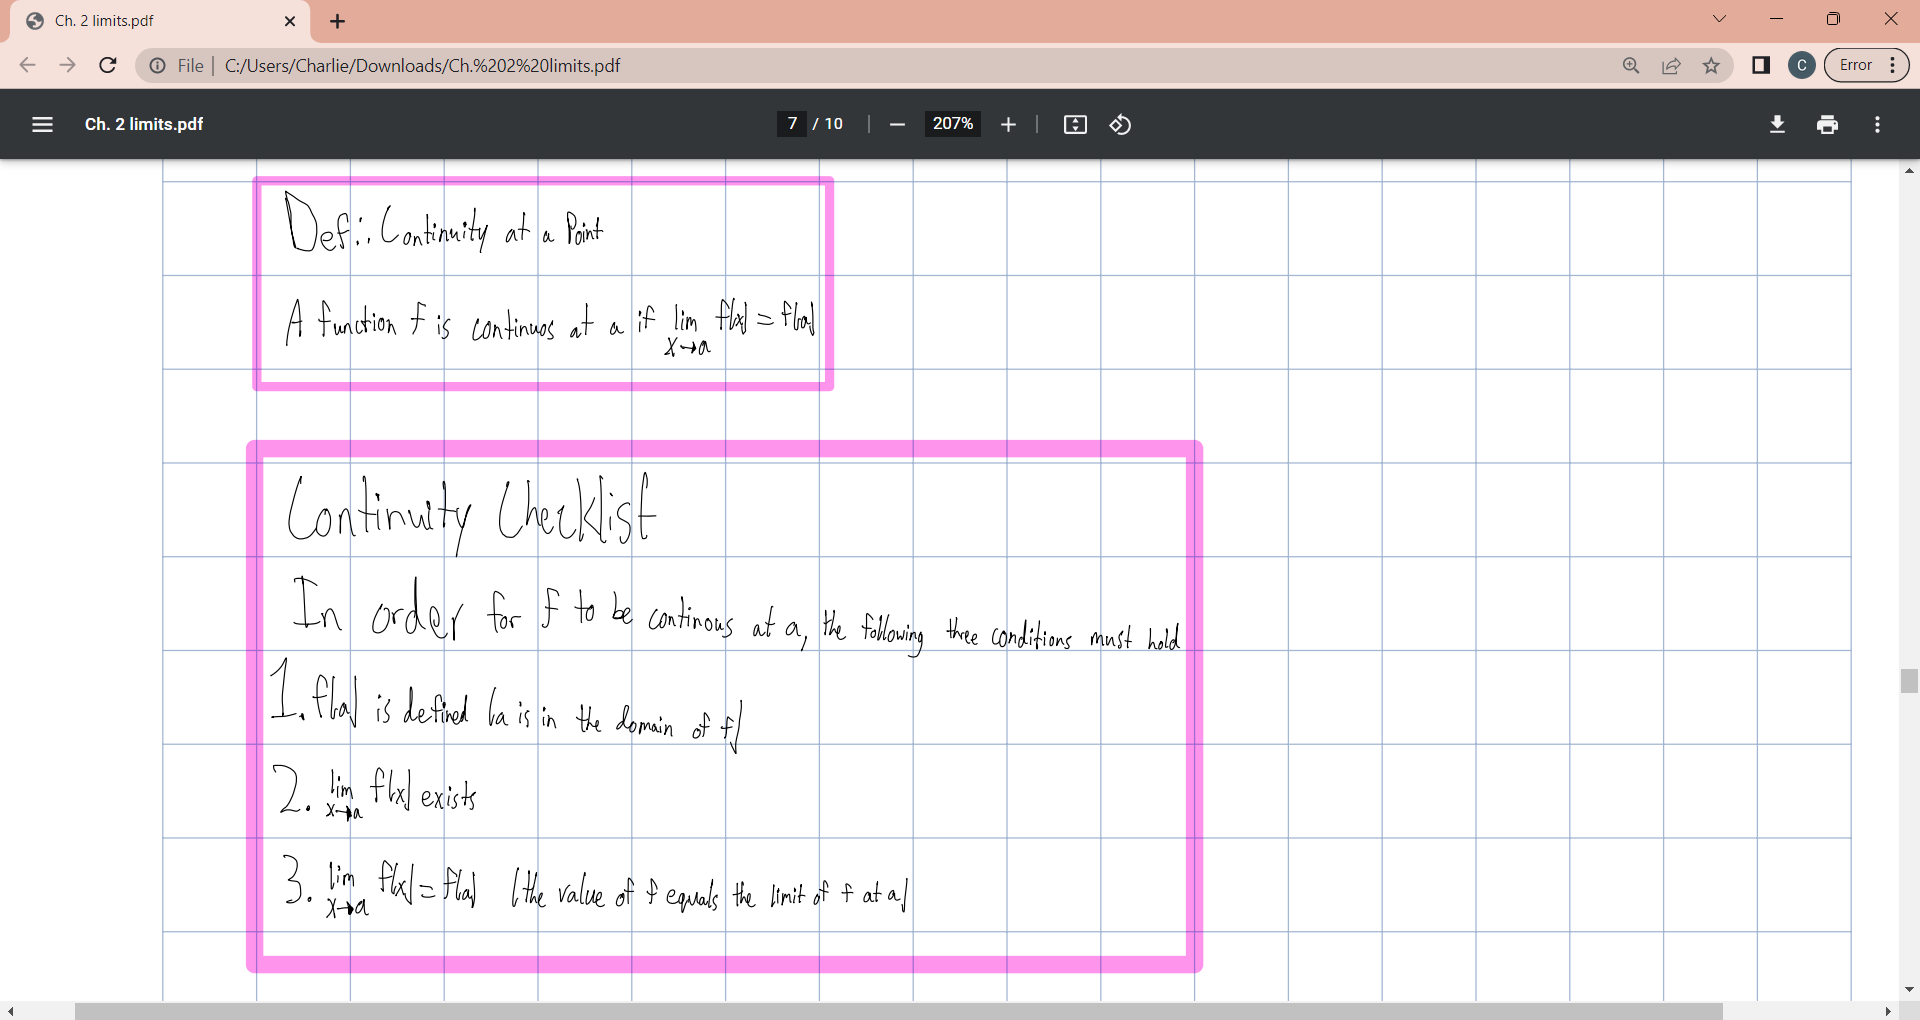 Ch. 2 limits.pdf
File | C:/Users/Charlie/Downloads/Ch.%202%20limits.pdf
C
Error
Ch. 2 limits.pdf
7 / 10
207%
Def:. Continuity at a Point
A function f is continuos at a if lim f(x) = f(a)
x→a
Continuity Checklist
In order for f to be continous at a, the following three conditions must hold
1. f(a) is defined (a is in the domain of f)
2. lim f(x) exists
x→a
3. lim f(x) = f(a) (the value of f equals the limit of f at a)
x→a